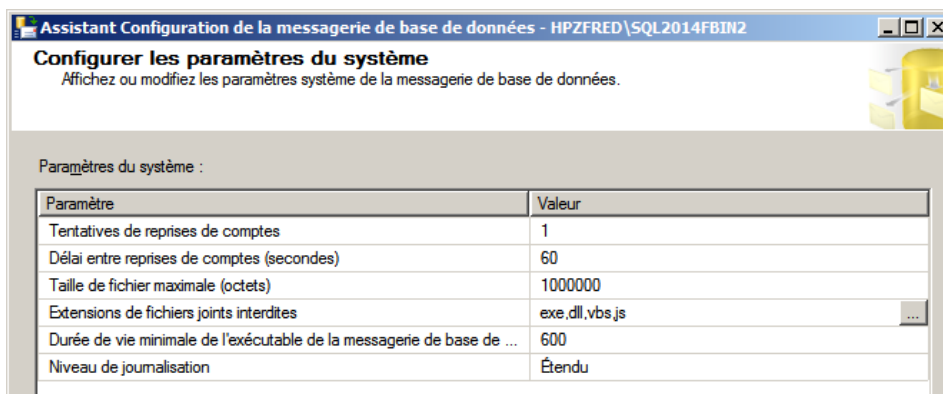 Assistant Configuration de la messagerie de base de données - HPZFRED\SQL2014FBIN2
Configurer les paramètres du système
Affichez ou modifiez les paramètres système de la messagerie de base de données.
Paramètres du système :
Paramètre Valeur
Tentatives de reprises de comptes 1
Délai entre reprises de comptes (secondes) 60
Taille de fichier maximale (octets) 1000000
Extensions de fichiers joints interdites exe,dll,vbs,js ...
Durée de vie minimale de l'exécutable de la messagerie de base de ... 600
Niveau de journalisation Étendu